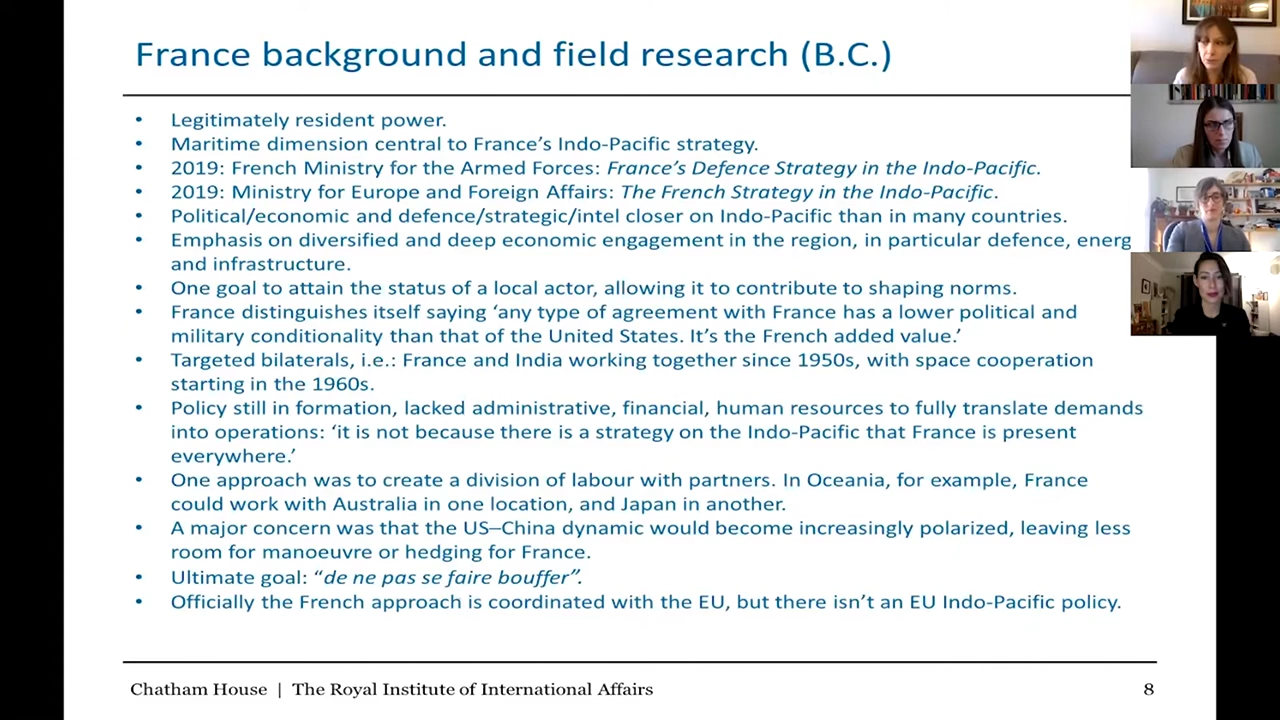 France background and field research (B.C.)
• Legitimately resident power.
• Maritime dimension central to France's Indo-Pacific strategy.
• 2019: French Ministry for the Armed Forces: France's Defence Strategy in the Indo-Pacific.
• 2019: Ministry for Europe and Foreign Affairs: The French Strategy in the Indo-Pacific.
• Political/economic and defence/strategic/intel closer on Indo-Pacific than in many countries.
• Emphasis on diversified and deep economic engagement in the region, in particular defence, energ
and infrastructure.
• One goal to attain the status of a local actor, allowing it to contribute to shaping norms.
• France distinguishes itself saying ‘any type of agreement with France has a lower political and
military conditionality than that of the United States. It's the French added value.’
• Targeted bilaterals, i.e.: France and India working together since 1950s, with space cooperation
starting in the 1960s.
• Policy still in formation, lacked administrative, financial, human resources to fully translate demands
into operations: ‘it is not because there is a strategy on the Indo-Pacific that France is present
everywhere.’
• One approach was to create a division of labour with partners. In Oceania, for example, France
could work with Australia in one location, and Japan in another.
• A major concern was that the US–China dynamic would become increasingly polarized, leaving less
room for manoeuvre or hedging for France.
• Ultimate goal: “de ne pas se faire bouffer”.
• Officially the French approach is coordinated with the EU, but there isn't an EU Indo-Pacific policy.
Chatham House | The Royal Institute of International Affairs
8